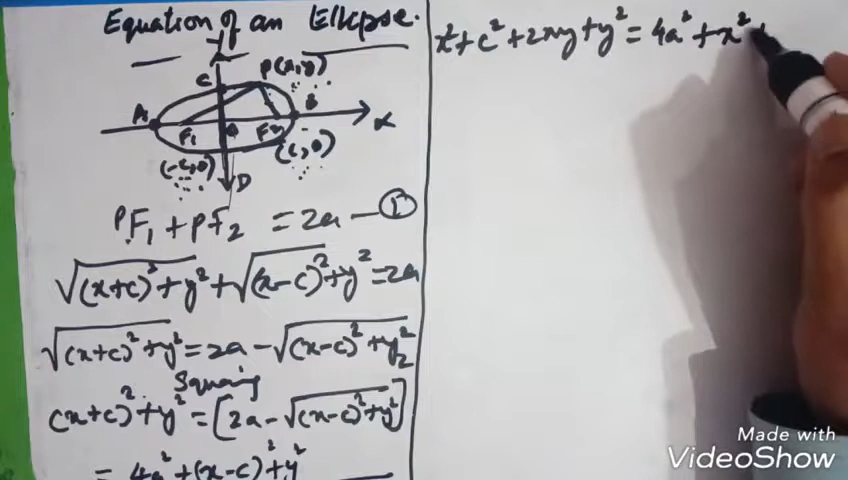 Equation of an Ellipse.
y
C P(x,y)
A B
F₁ O F₂ x
(-c,0) (c,0)
D
PF₁ + PF₂ = 2a — ①
√(x+c)² + y² + √(x-c)² + y² = 2a
√(x+c)² + y² = 2a - √(x-c)² + y²
Squaring
(x+c)² + y² = [2a - √(x-c)² + y²]²
= 4a² + (x-c)² + y²
x² + c² + 2xy + y² = 4a² + x² +
Made with
VideoShow